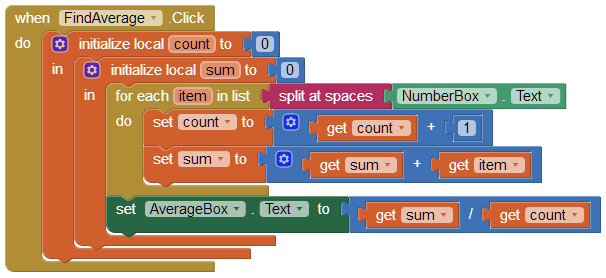 when FindAverage .Click
do initialize local count to 0
in initialize local sum to 0
in for each item in list split at spaces NumberBox . Text
do set count to get count + 1
set sum to get sum + get item
set AverageBox . Text to get sum / get count